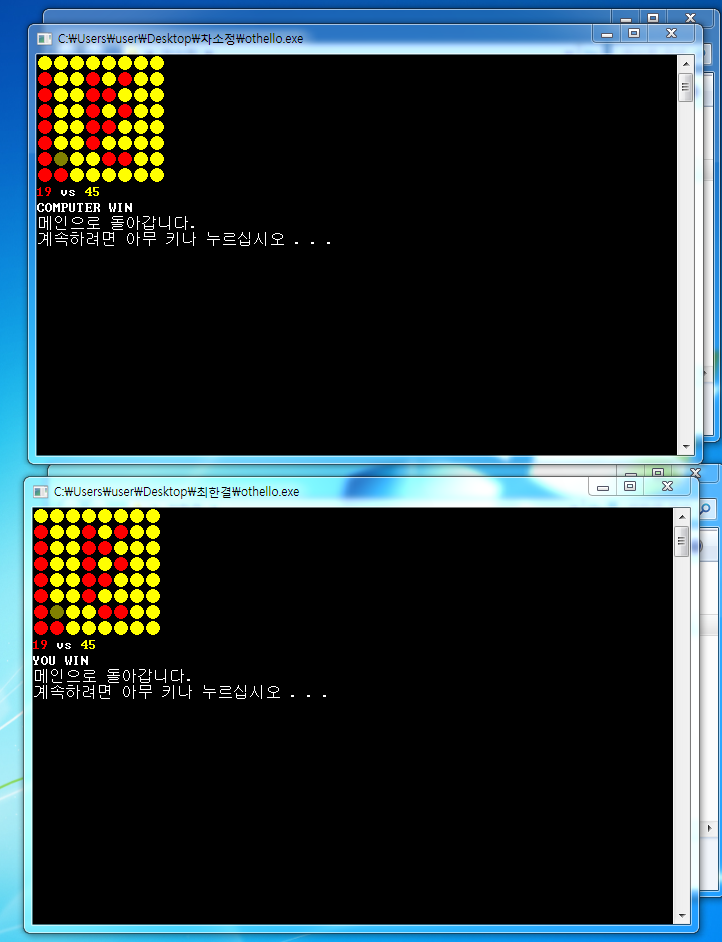 C:₩Users₩user₩Desktop₩차소정₩othello.exe
19 vs 45
COMPUTER WIN
메인으로 돌아갑니다.
계속하려면 아무 키나 누르십시오 . . .
C:₩Users₩user₩Desktop₩최한결₩othello.exe
19 vs 45
YOU WIN
메인으로 돌아갑니다.
계속하려면 아무 키나 누르십시오 . . .